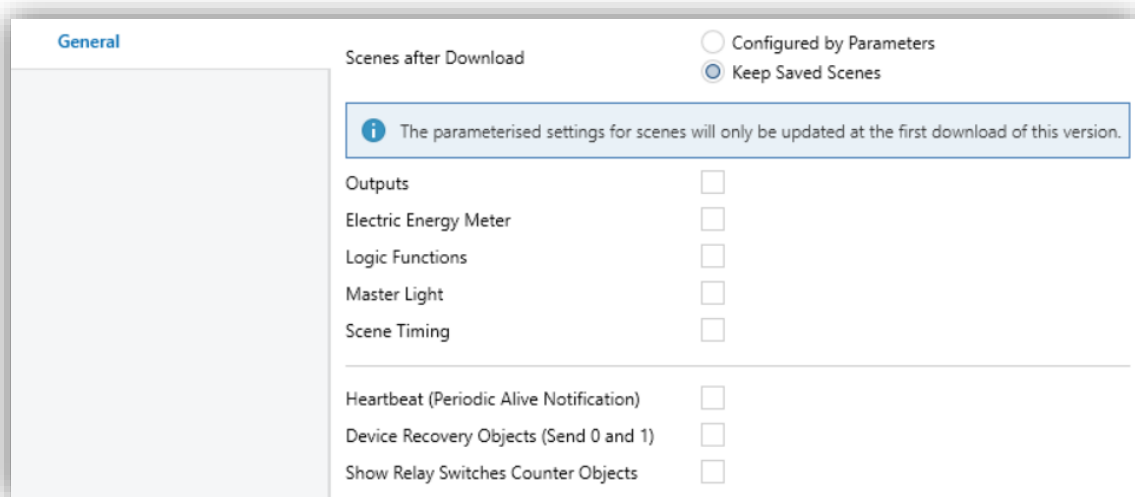 General
Scenes after Download
Configured by Parameters
Keep Saved Scenes
i The parameterised settings for scenes will only be updated at the first download of this version.
Outputs
Electric Energy Meter
Logic Functions
Master Light
Scene Timing
Heartbeat (Periodic Alive Notification)
Device Recovery Objects (Send 0 and 1)
Show Relay Switches Counter Objects